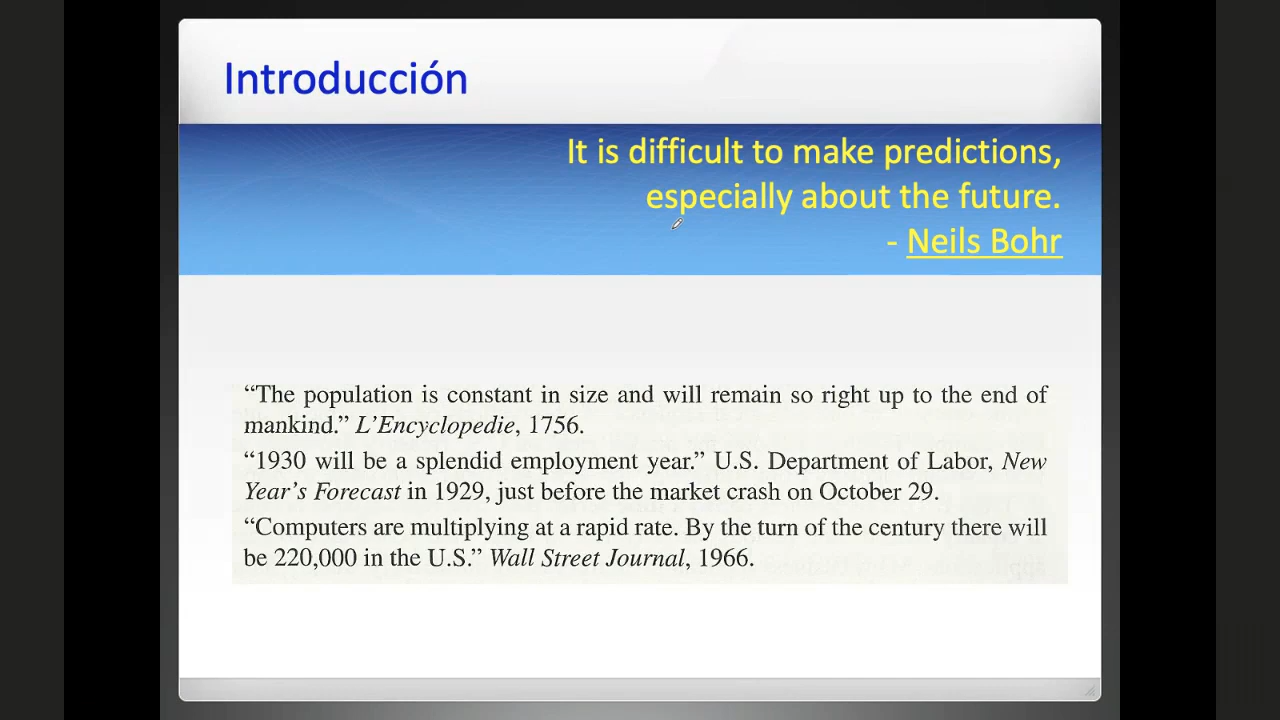 Introducción
It is difficult to make predictions,
especially about the future.
- Neils Bohr
“The population is constant in size and will remain so right up to the end of
mankind.” L’Encyclopedie, 1756.
“1930 will be a splendid employment year.” U.S. Department of Labor, New
Year’s Forecast in 1929, just before the market crash on October 29.
“Computers are multiplying at a rapid rate. By the turn of the century there will
be 220,000 in the U.S.” Wall Street Journal, 1966.